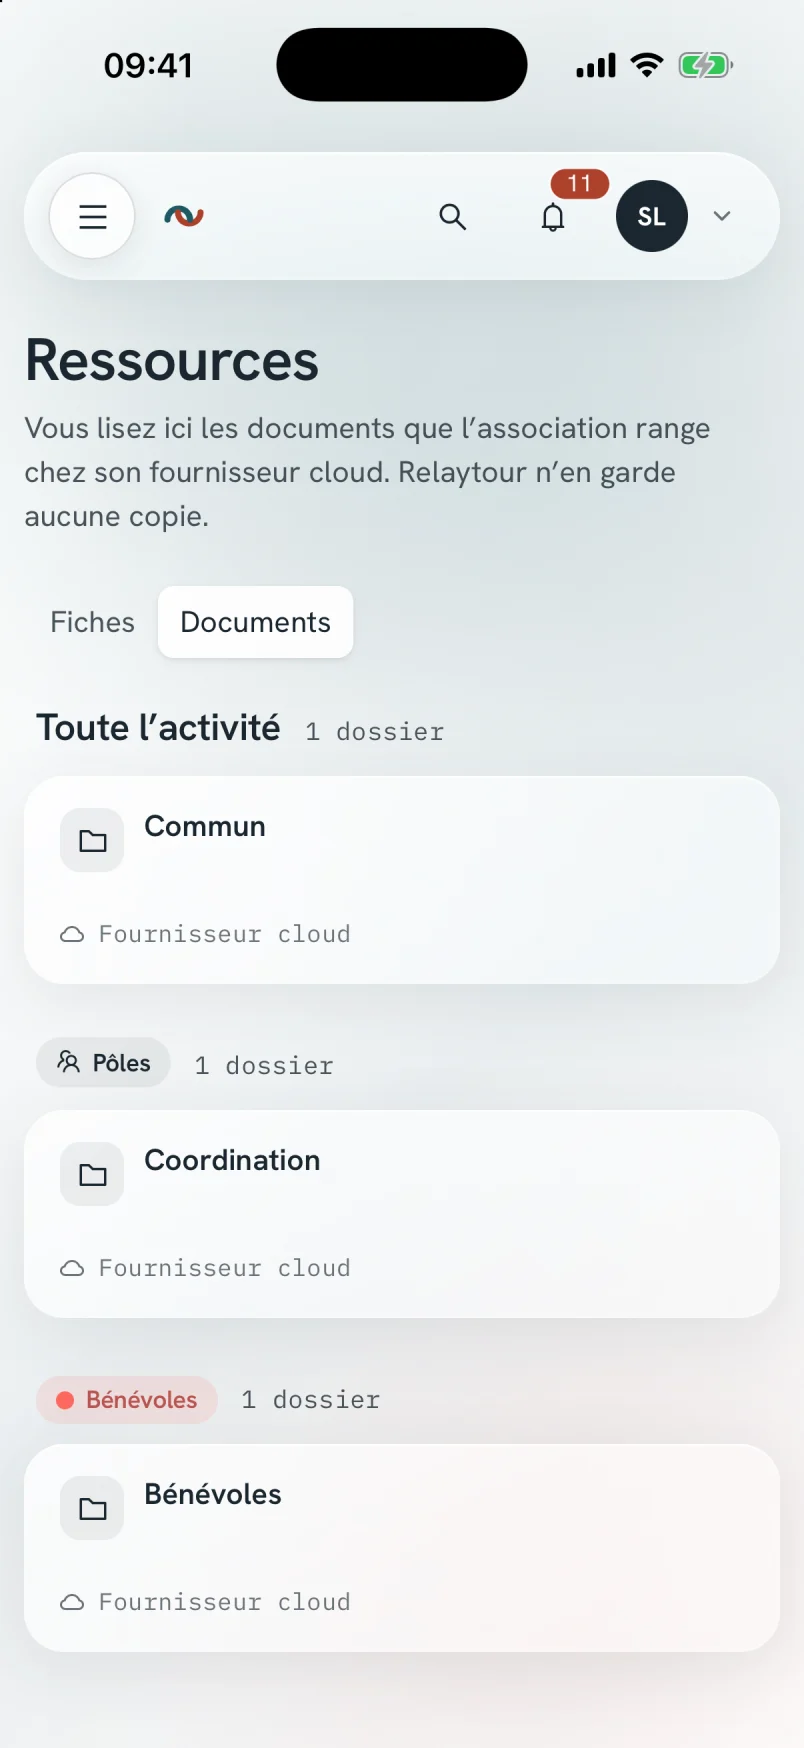 09:41
11
SL
Ressources
Vous lisez ici les documents que l’association range
chez son fournisseur cloud. Relaytour n’en garde
aucune copie.
Fiches
Documents
Toute l’activité 1 dossier
Commun
Fournisseur cloud
Pôles 1 dossier
Coordination
Fournisseur cloud
Bénévoles 1 dossier
Bénévoles
Fournisseur cloud